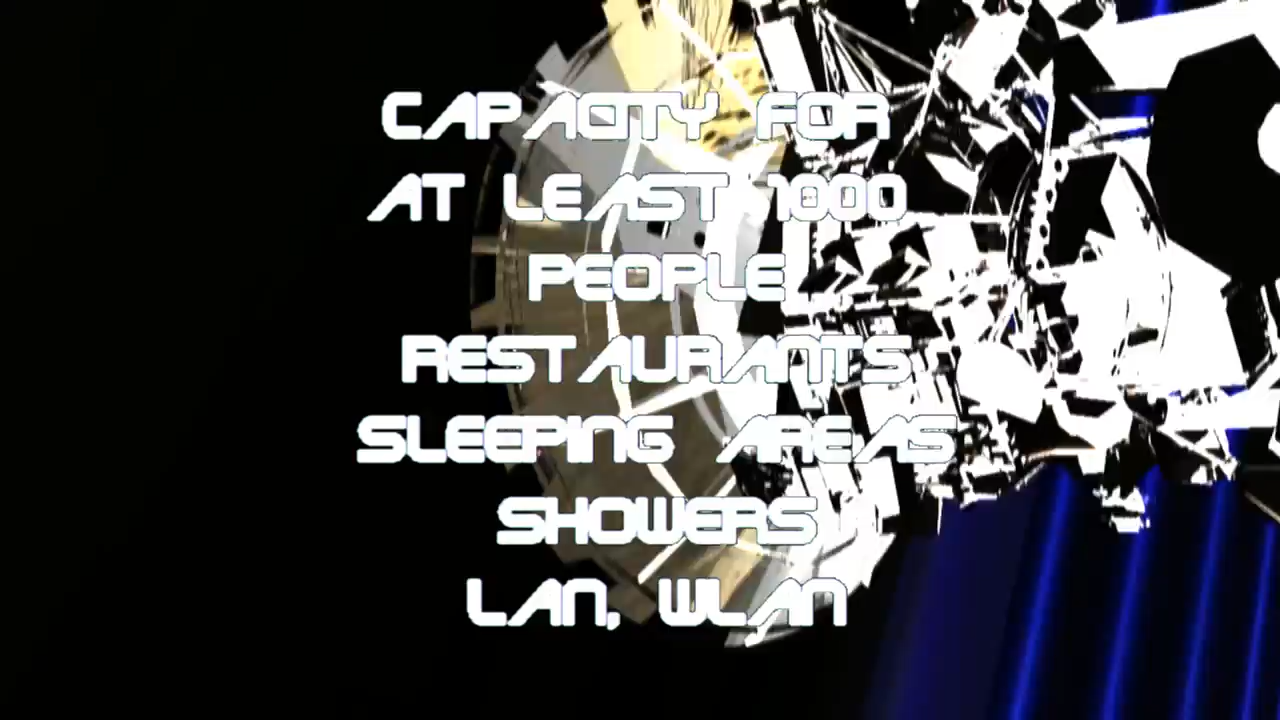 CAPACITY FOR
AT LEAST 1000
PEOPLE
RESTAURANTS
SLEEPING AREAS
SHOWERS
LAN, WLAN